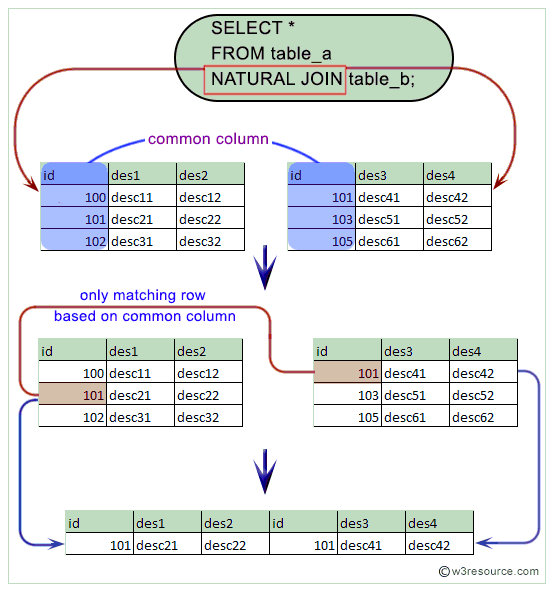 SELECT *
FROM table_a
NATURAL JOIN table_b;
common column
id des1 des2
100 desc11 desc12
101 desc21 desc22
102 desc31 desc32
id des3 des4
101 desc41 desc42
103 desc51 desc52
105 desc61 desc62
only matching row
based on common column
id des1 des2
100 desc11 desc12
101 desc21 desc22
102 desc31 desc32
id des3 des4
101 desc41 desc42
103 desc51 desc52
105 desc61 desc62
id des1 des2 id des3 des4
101 desc21 desc22 101 desc41 desc42
©w3resource.com